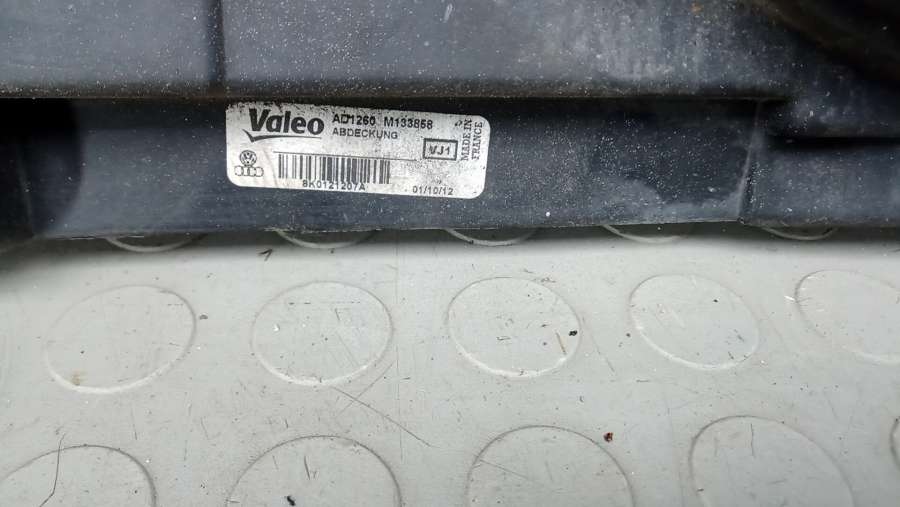 Valeo
AD1260 M133858
ABDECKUNG
VJ1
MADE IN
FRANCE
8K0121207A
01/10/12